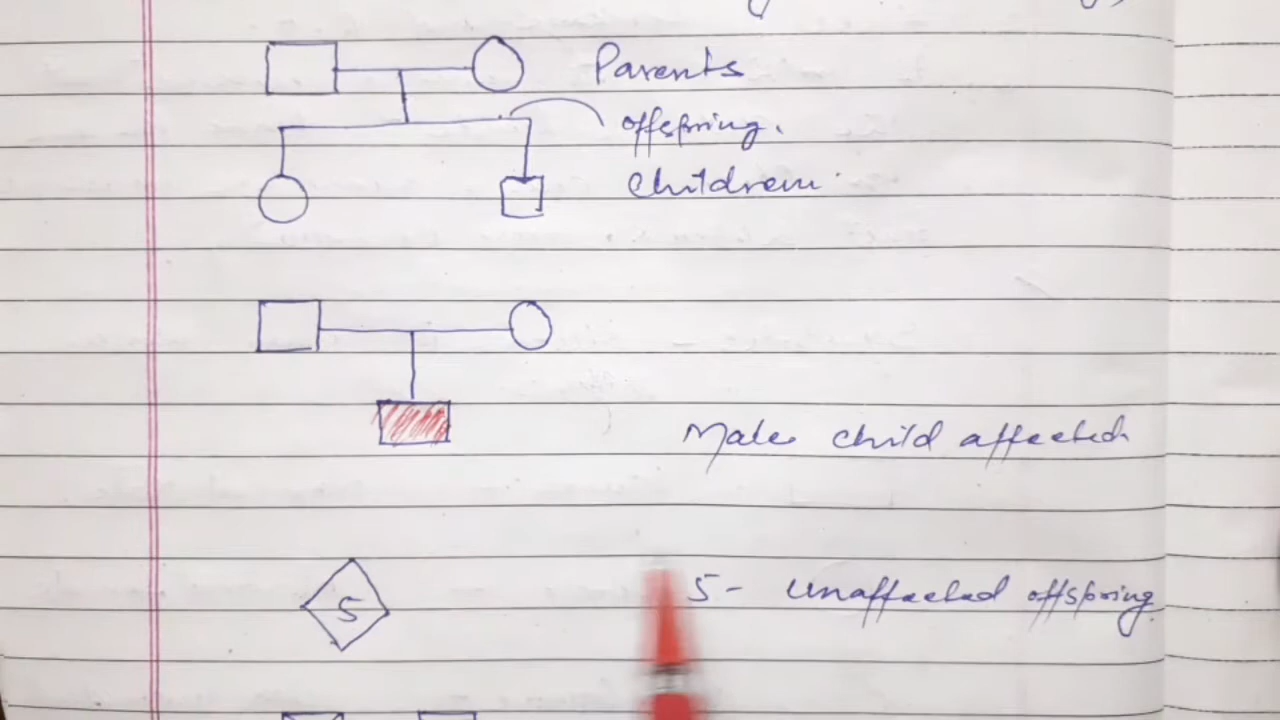 Parents
offspring.
Children
Male child affected
5
5 - unaffected offspring